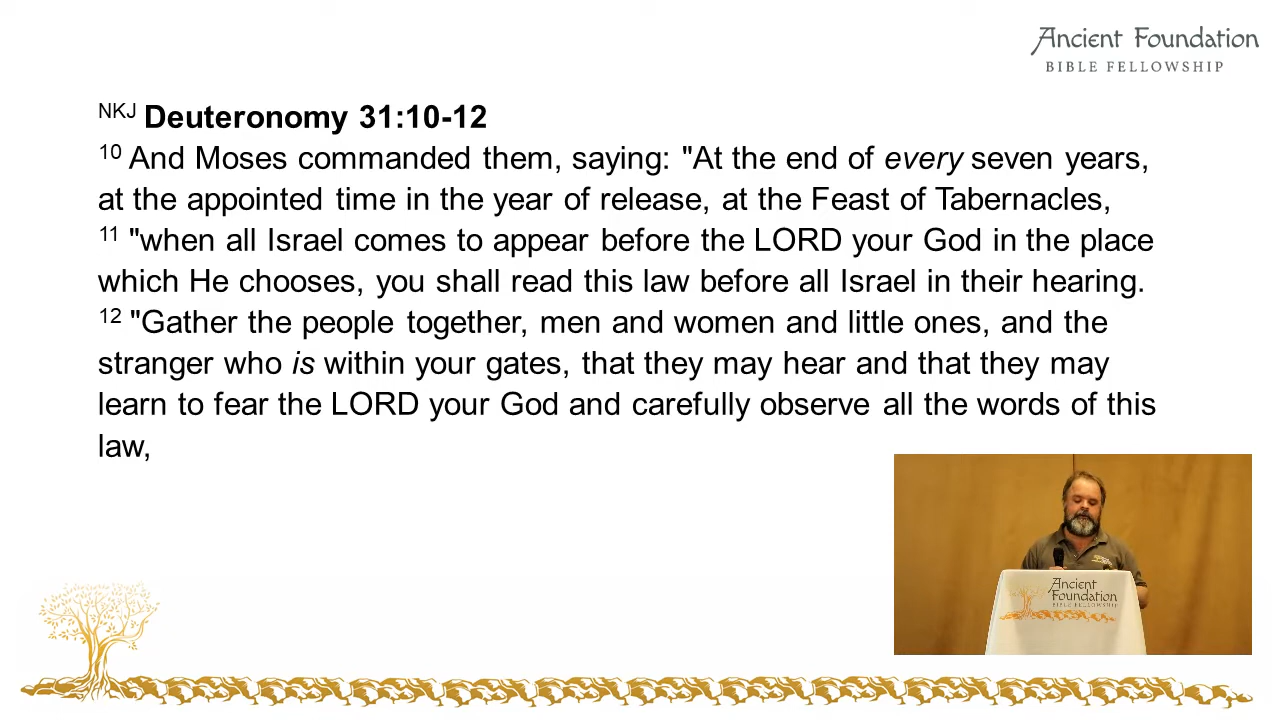 Ancient Foundation
BIBLE FELLOWSHIP
NKJ Deuteronomy 31:10-12
10 And Moses commanded them, saying: "At the end of every seven years,
at the appointed time in the year of release, at the Feast of Tabernacles,
11 "when all Israel comes to appear before the LORD your God in the place
which He chooses, you shall read this law before all Israel in their hearing.
12 "Gather the people together, men and women and little ones, and the
stranger who is within your gates, that they may hear and that they may
learn to fear the LORD your God and carefully observe all the words of this
law,
Ancient
Foundation
BIBLE FELLOWSHIP